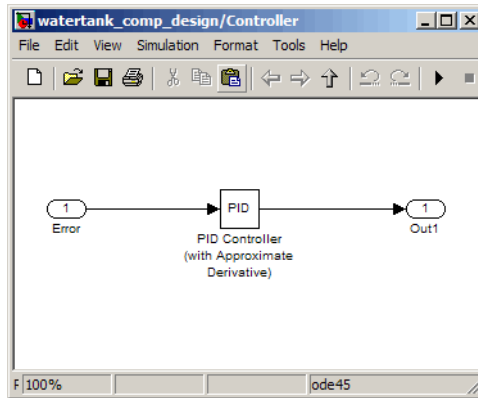 watertank_comp_design/Controller
File Edit View Simulation Format Tools Help
1
PID
1
Error
Out1
PID Controller
(with Approximate
Derivative)
F 100%
ode45